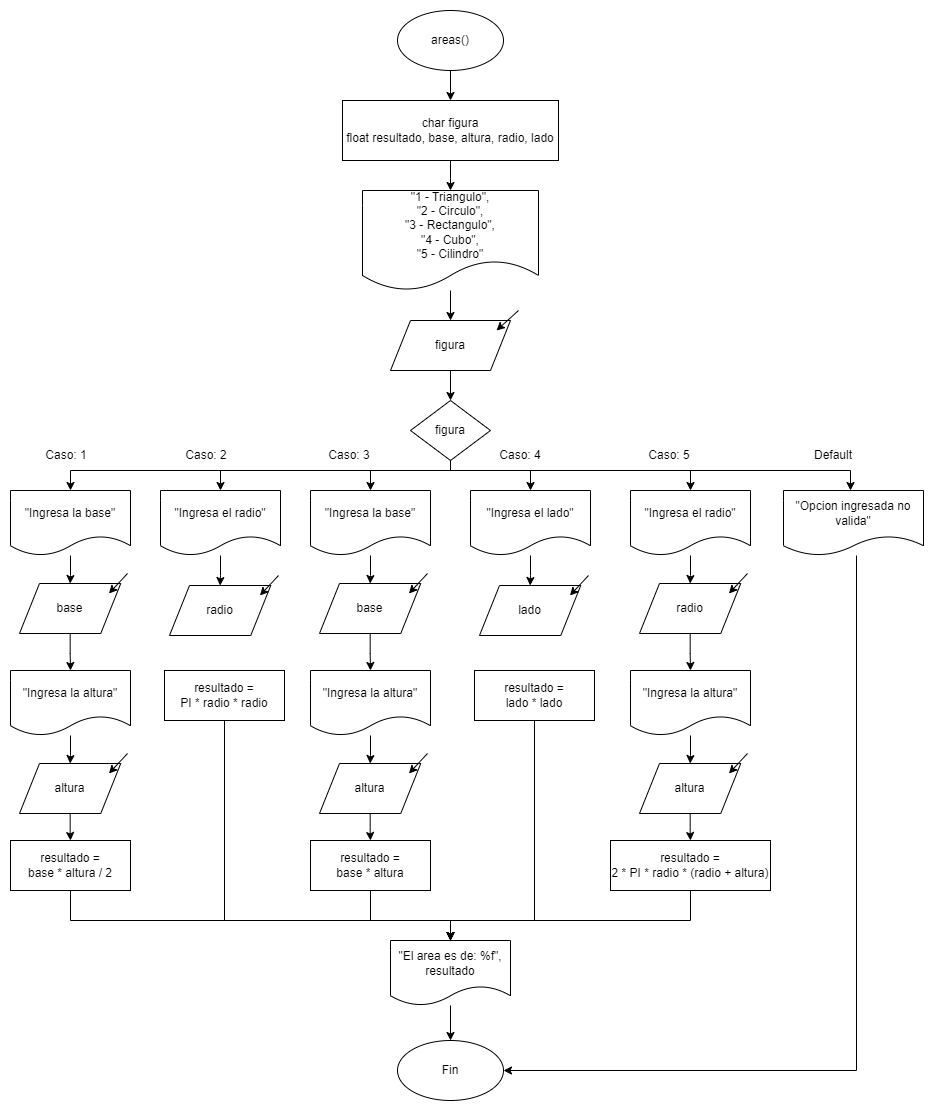 areas()
char figura
float resultado, base, altura, radio, lado
"1 - Triangulo",
"2 - Circulo",
"3 - Rectangulo",
"4 - Cubo",
"5 - Cilindro"
figura
figura
Caso: 1
Caso: 2
Caso: 3
Caso: 4
Caso: 5
Default
"Ingresa la base"
"Ingresa el radio"
"Ingresa la base"
"Ingresa el lado"
"Ingresa el radio"
"Opcion ingresada no
valida"
base
radio
base
lado
radio
"Ingresa la altura"
resultado =
PI * radio * radio
"Ingresa la altura"
resultado =
lado * lado
"Ingresa la altura"
altura
altura
altura
resultado =
base * altura / 2
resultado =
base * altura
resultado =
2 * PI * radio * (radio + altura)
"El area es de: %f",
resultado
Fin